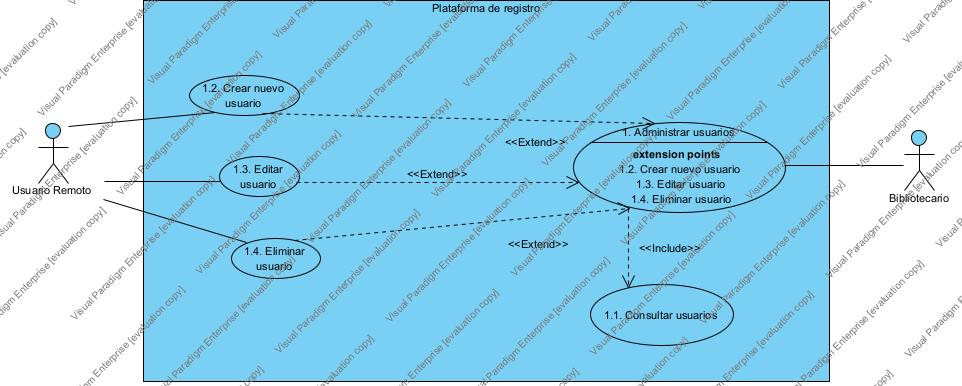 Plataforma de registro
1.2. Crear nuevo
usuario
1. Administrar usuarios
<<Extend>>
extension points
1.2. Crear nuevo usuario
1.3. Editar usuario
1.4. Eliminar usuario
1.3. Editar
usuario
<<Extend>>
Usuario Remoto
Bibliotecario
1.4. Eliminar
usuario
<<Extend>>
<<Include>>
1.1. Consultar usuarios
Visual Paradigm Enterprise [evaluation copy]